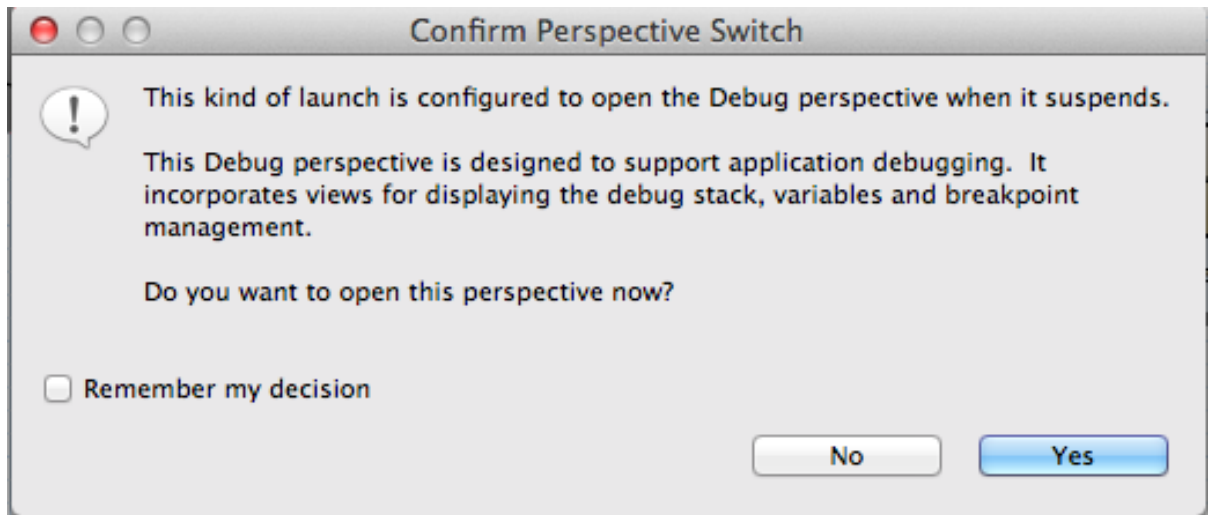 Confirm Perspective Switch
This kind of launch is configured to open the Debug perspective when it suspends.
This Debug perspective is designed to support application debugging.  It
incorporates views for displaying the debug stack, variables and breakpoint
management.
Do you want to open this perspective now?
Remember my decision
No
Yes